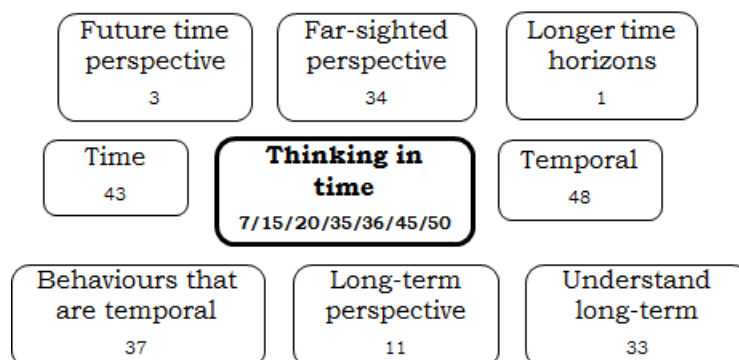 Future time
perspective
3
Far-sighted
perspective
34
Longer time
horizons
1
Time
43
Thinking in
time
7/15/20/35/36/45/50
Temporal
48
Behaviours that
are temporal
37
Long-term
perspective
11
Understand
long-term
33